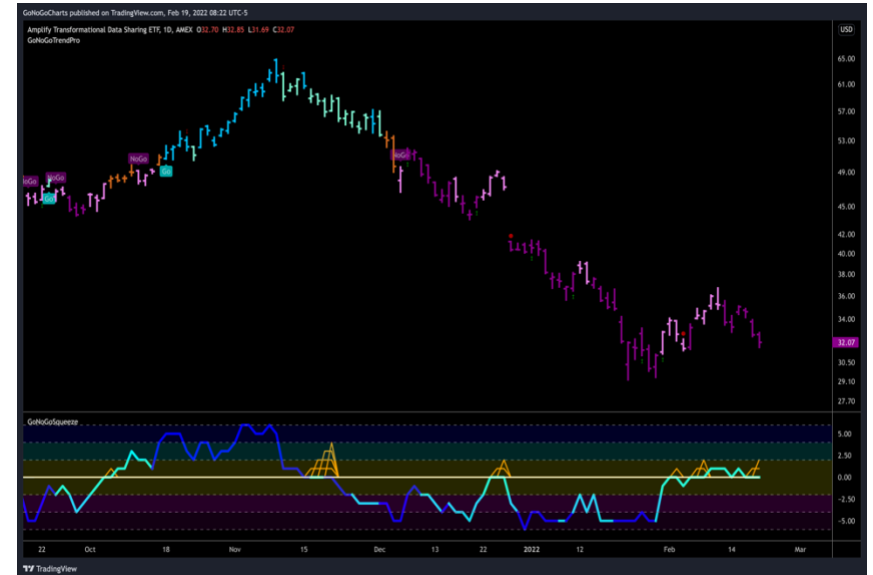 GoNoGoCharts published on TradingView.com, Feb 19, 2022 08:22 UTC-5
Amplify Transformational Data Sharing ETF, 1D, AMEX O32.70 H32.85 L31.69 C32.07
USD
GoNoGoTrendPro
65.00
61.00
57.00
53.00
NoGo
NoGo
49.00
Go
NoGo
NoGo
Go
45.00
42.00
40.00
38.00
36.00
34.00
32.07
30.50
29.10
27.70
GoNoGoSqueeze
5.00
2.50
0.00
−2.50
−5.00
22 Oct 18 Nov 15 Dec 13 22 2022 12 Feb 14 Mar
TradingView